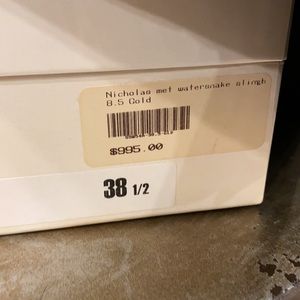 Nicholas met watersnake slingb
8.5 Gold
$995.00
38 1/2